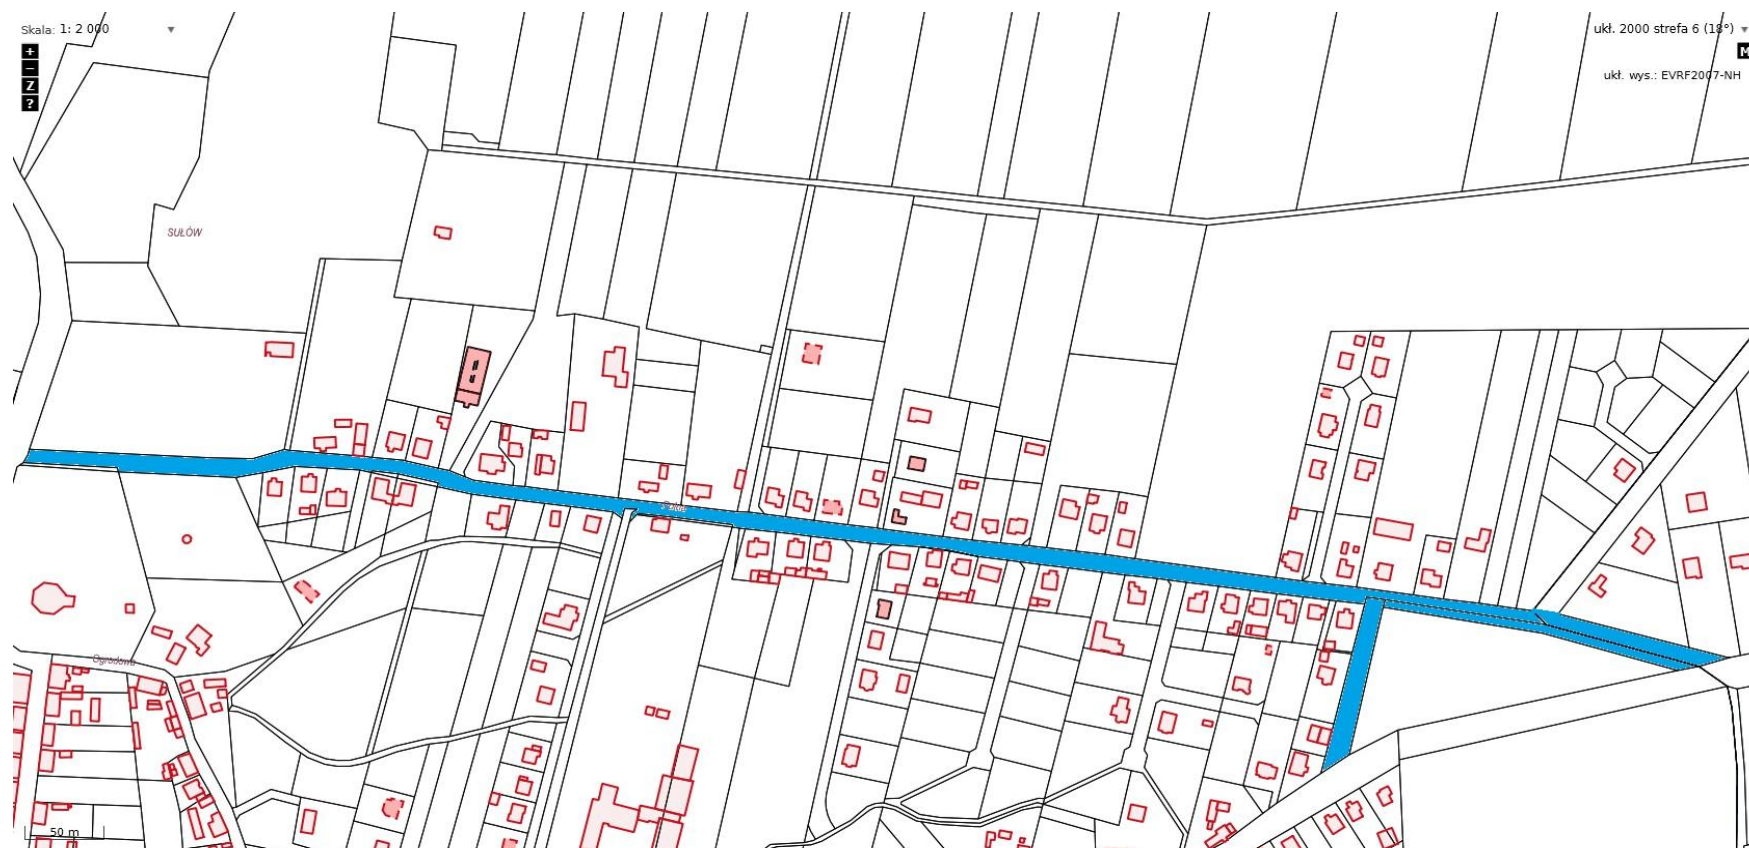 Skala: 1: 2 000
ukł. 2000 strefa 6 (18°)
+
−
Z
?
M
ukł. wys.: EVRF2007-NH
SUŁÓW
Ogrodowa
50 m